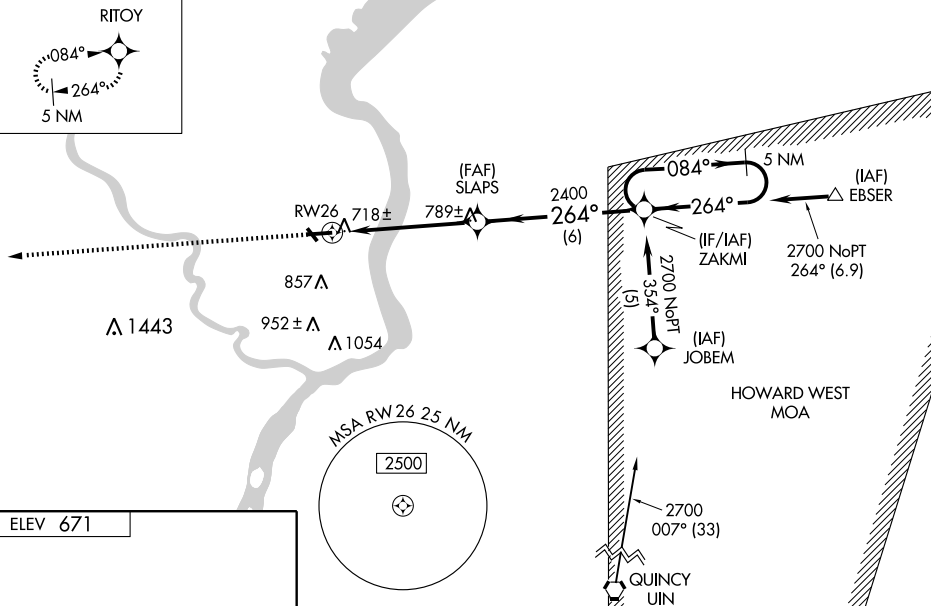 RITOY
084°
264°
5 NM
(FAF)
SLAPS
2400
264°
(6)
084°
5 NM
264°
(IAF)
EBSER
2700 NoPT
264° (6.9)
(IF/IAF)
ZAKMI
RW26
718±
789±
857
952±
1054
1443
2700 NoPT
354°
(5)
(IAF)
JOBEM
HOWARD WEST
MOA
MSA RW26 25 NM
2500
2700
007° (33)
QUINCY
UIN
ELEV 671